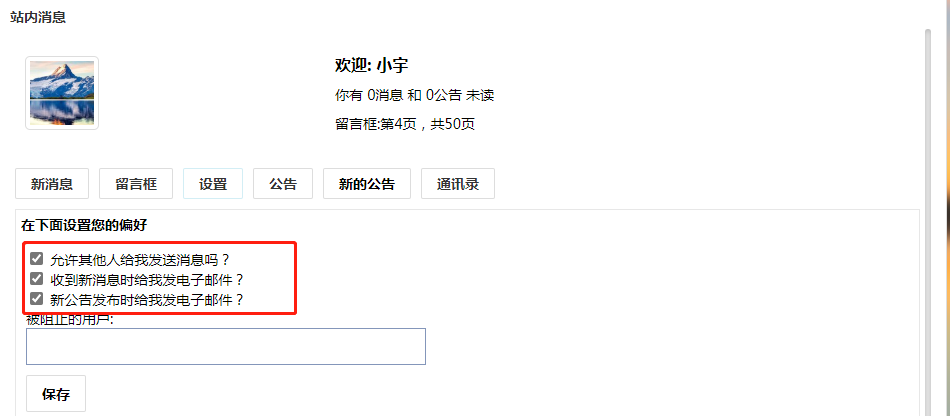 站内消息
欢迎: 小宇
你有 0消息 和 0公告 未读
留言框:第4页，共50页
新消息 留言框 设置 公告 新的公告 通讯录
在下面设置您的偏好
允许其他人给我发送消息吗？
收到新消息时给我发电子邮件？
新公告发布时给我发电子邮件？
被阻止的用户:
保存